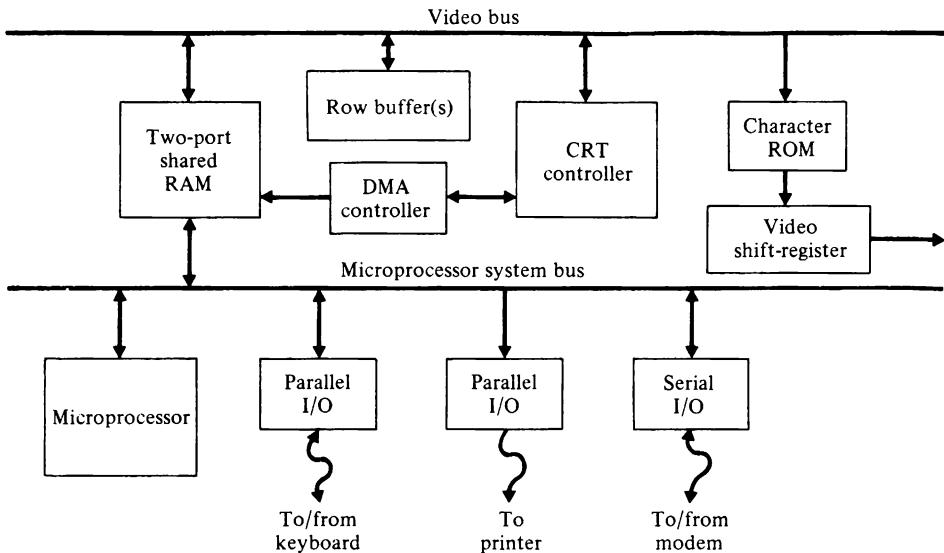 Video bus
Row buffer(s)
Two-port
shared
RAM
DMA
controller
CRT
controller
Character
ROM
Video
shift-register
Microprocessor system bus
Microprocessor
Parallel
I/O
Parallel
I/O
Serial
I/O
To/from
keyboard
To
printer
To/from
modem